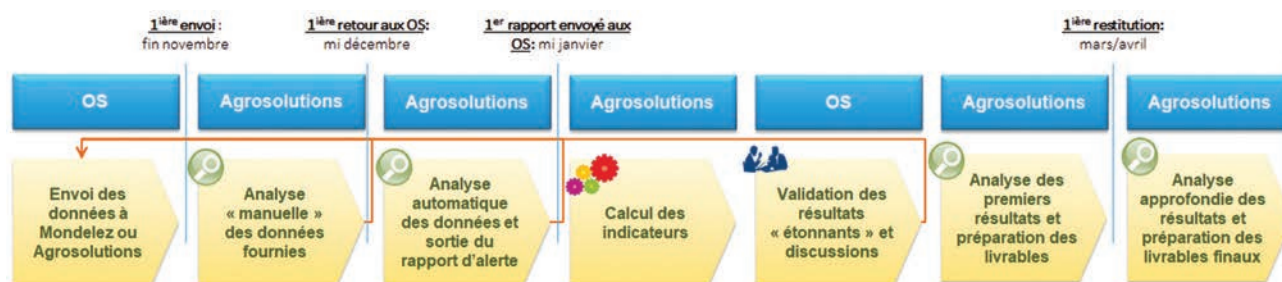 1ière envoi :
fin novembre
1ière retour aux OS:
mi décembre
1er rapport envoyé aux
OS: mi janvier
1ière restitution:
mars/avril
OS
Agrosolutions
Agrosolutions
Agrosolutions
OS
Agrosolutions
Agrosolutions
Envoi des
données à
Mondelez ou
Agrosolutions
Analyse
« manuelle »
des données
fournies
Analyse
automatique
des données et
sortie du
rapport d'alerte
Calcul des
indicateurs
Validation des
résultats
« étonnants » et
discussions
Analyse des
premiers
résultats et
préparation des
livrables
Analyse
approfondie des
résultats et
préparation des
livrables finaux